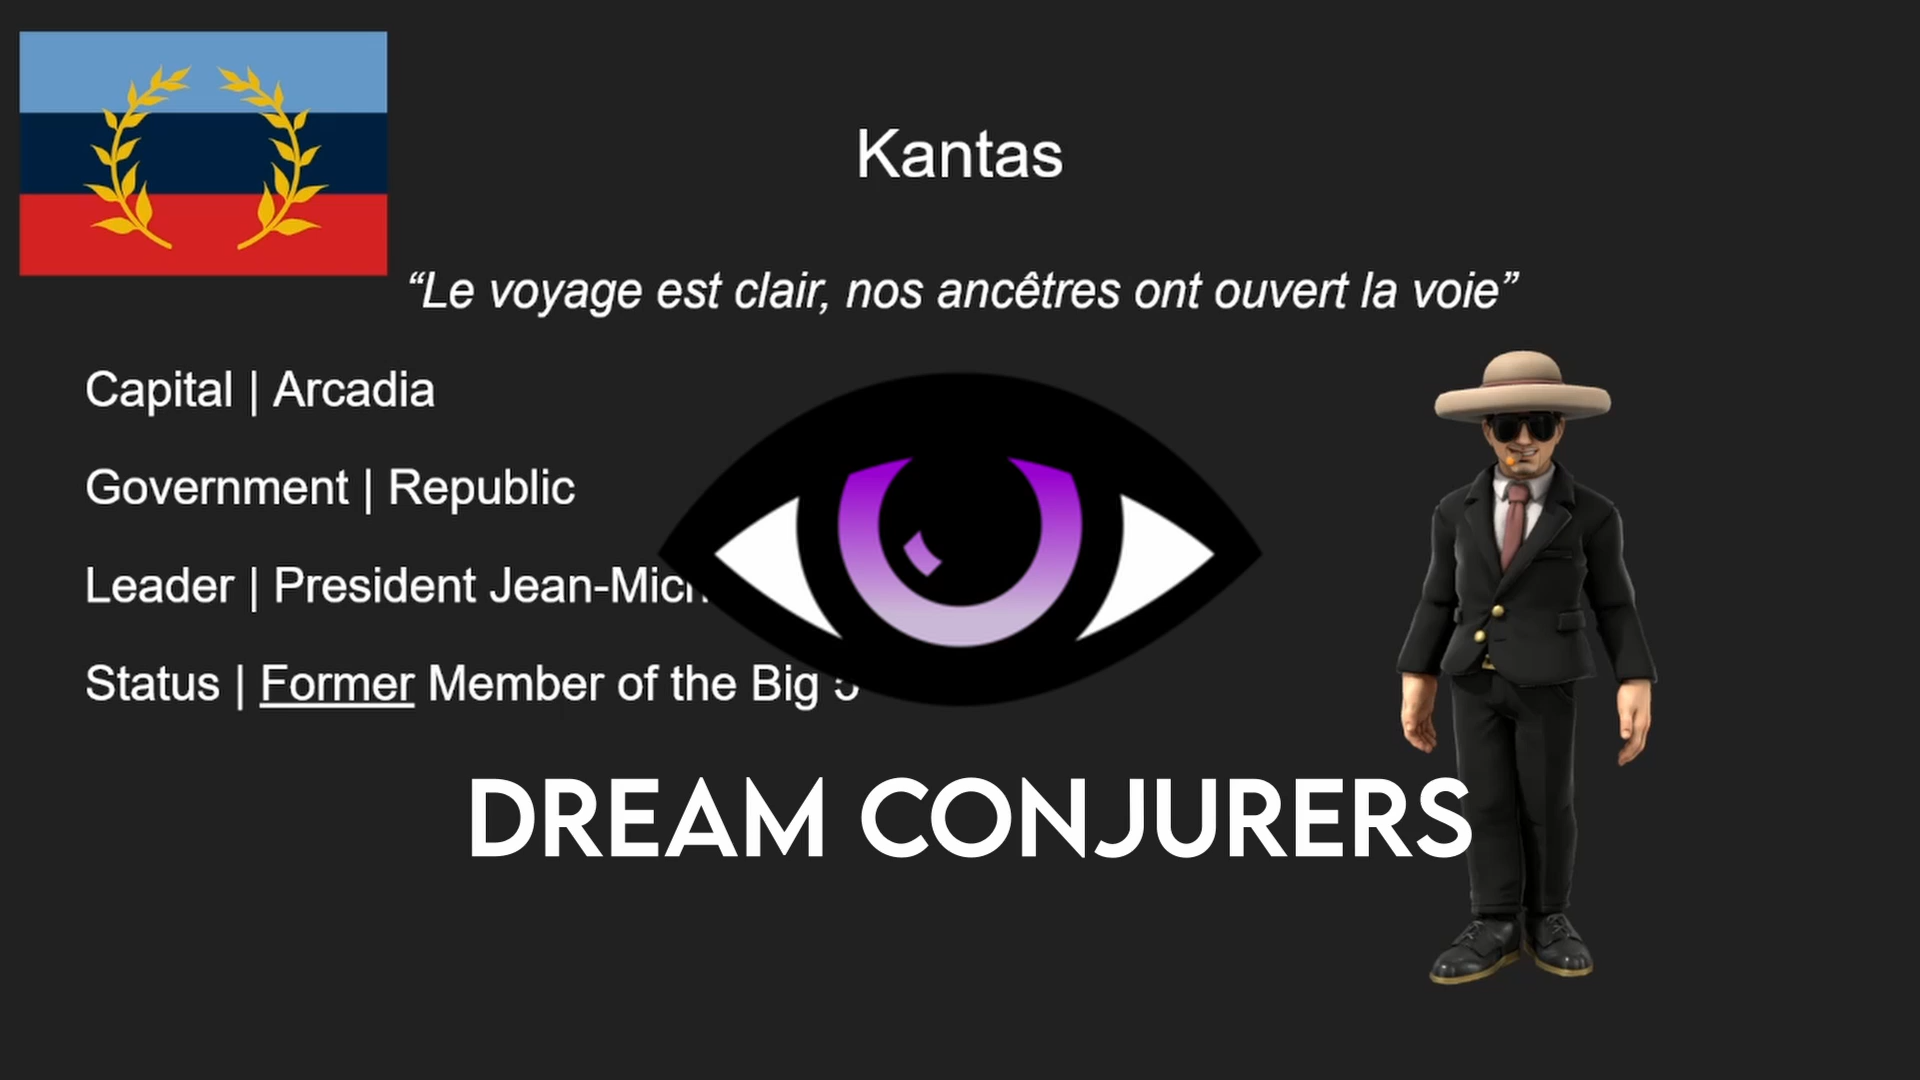 Kantas
“Le voyage est clair, nos ancêtres ont ouvert la voie”
Capital | Arcadia
Government | Republic
Leader | President
Status | Former Member of the Big 5
DREAM CONJURERS